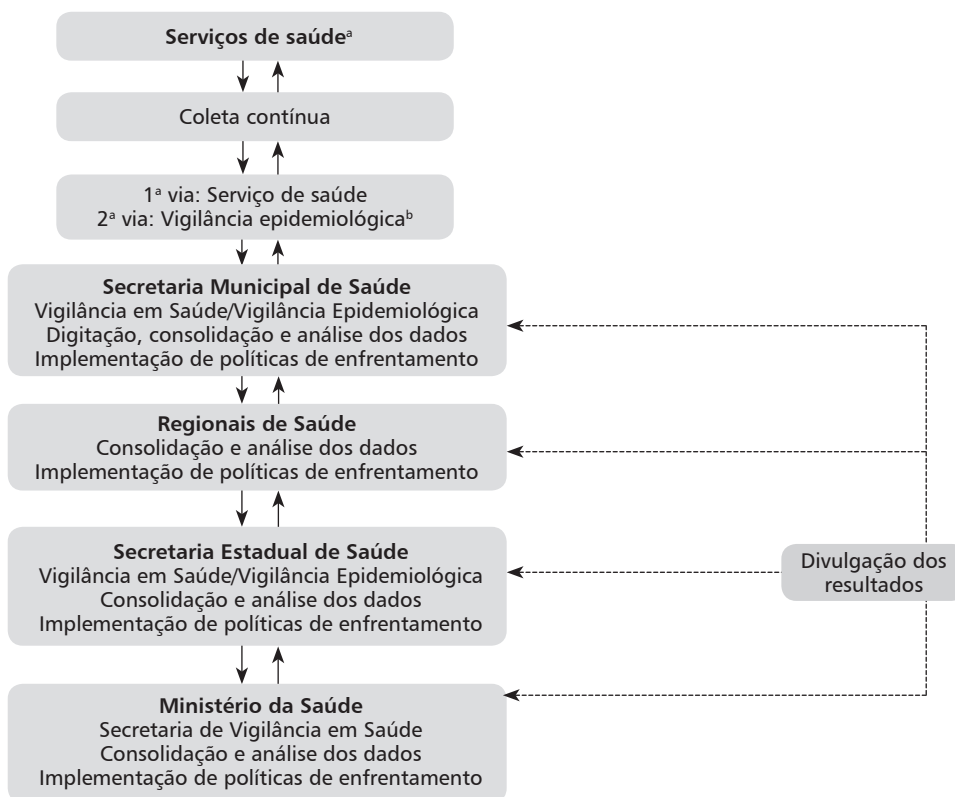 Serviços de saúdeᵃ
Coleta contínua
1ᵃ via: Serviço de saúde
2ᵃ via: Vigilância epidemiológicaᵇ
Secretaria Municipal de Saúde
Vigilância em Saúde/Vigilância Epidemiológica
Digitação, consolidação e análise dos dados
Implementação de políticas de enfrentamento
Regionais de Saúde
Consolidação e análise dos dados
Implementação de políticas de enfrentamento
Secretaria Estadual de Saúde
Vigilância em Saúde/Vigilância Epidemiológica
Consolidação e análise dos dados
Implementação de políticas de enfrentamento
Divulgação dos
resultados
Ministério da Saúde
Secretaria de Vigilância em Saúde
Consolidação e análise dos dados
Implementação de políticas de enfrentamento